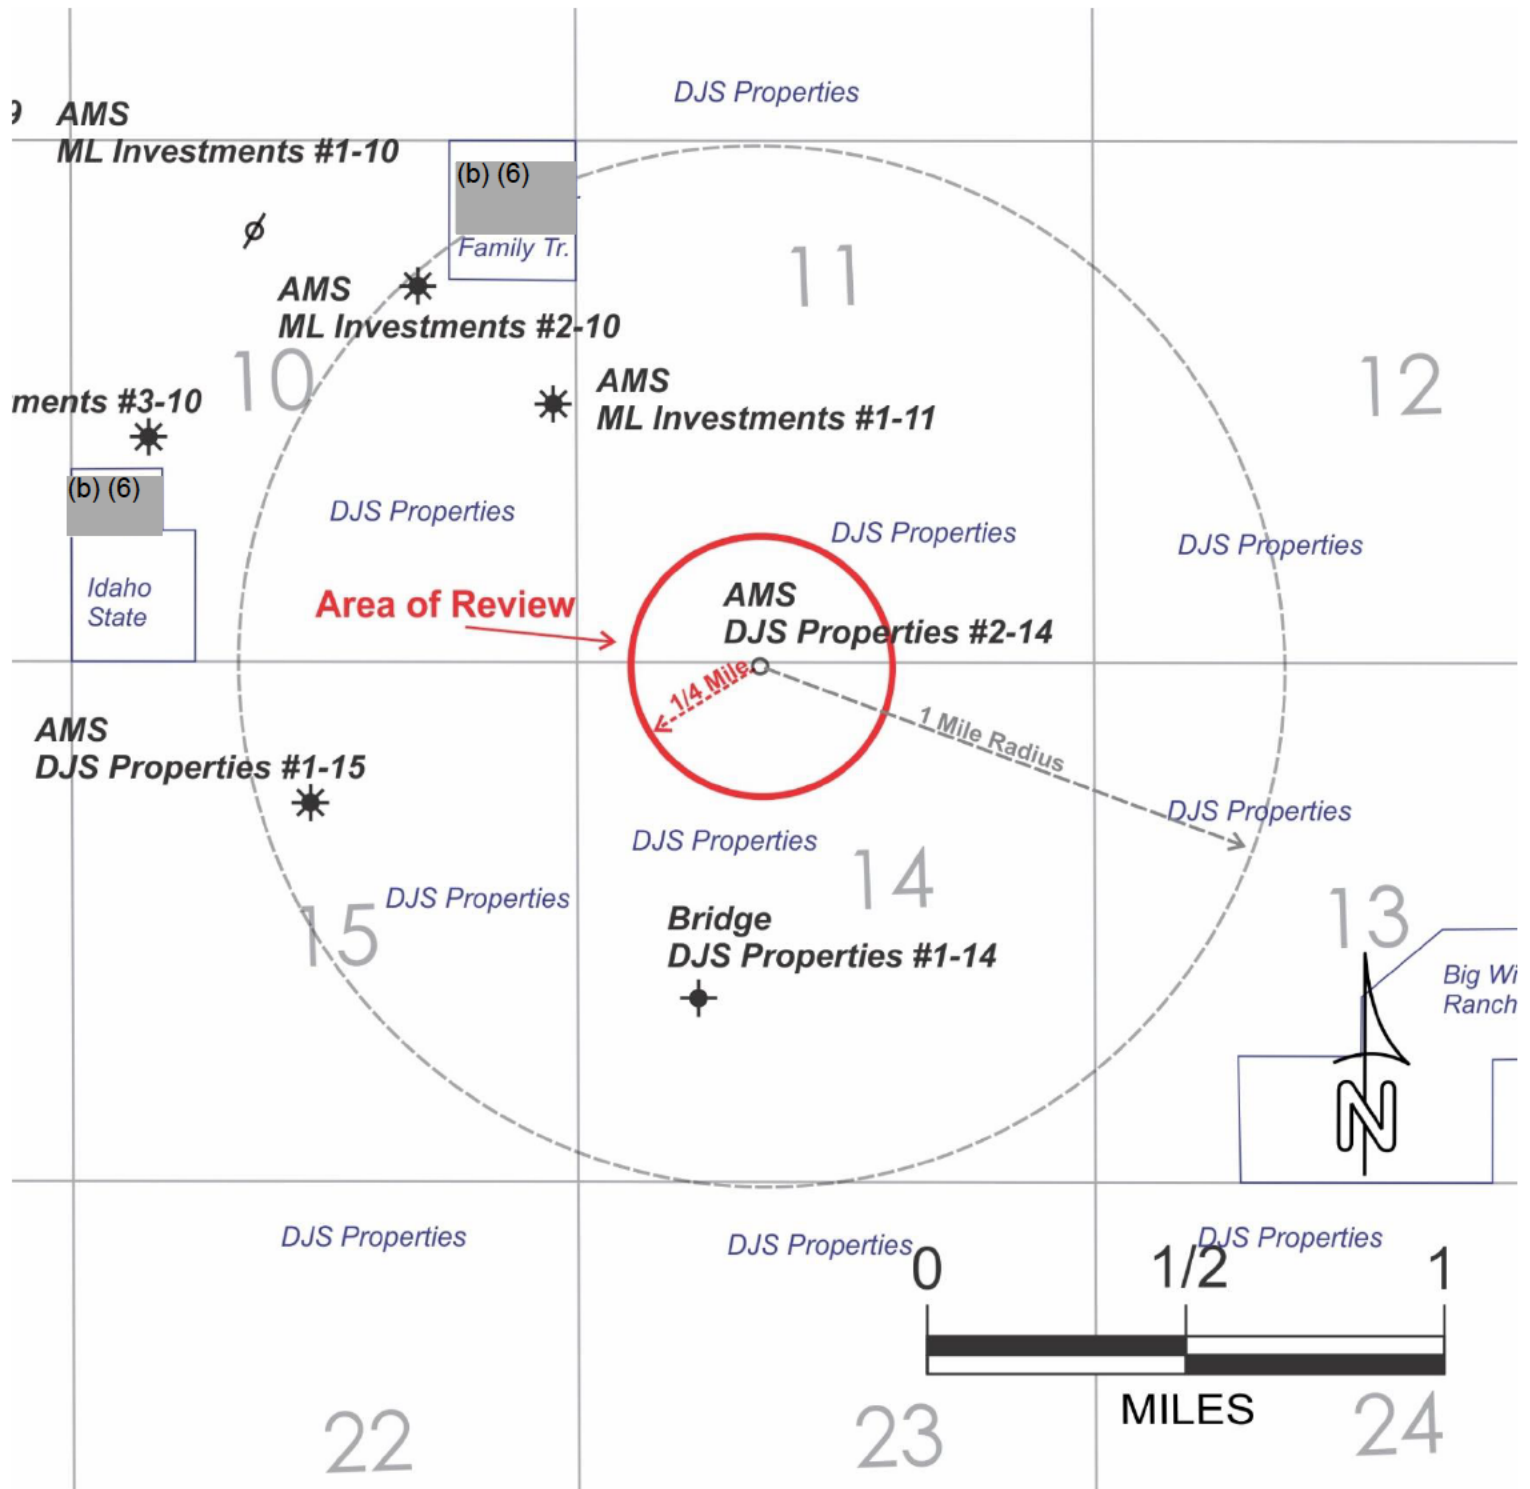 DJS Properties
9 AMS
ML Investments #1-10
(b) (6)
Family Tr.
11
AMS
ML Investments #2-10
10
12
AMS
ML Investments #1-11
ments #3-10
(b) (6)
DJS Properties
DJS Properties
DJS Properties
Idaho
State
Area of Review
AMS
DJS Properties #2-14
1/4 Mile
1 Mile Radius
AMS
DJS Properties #1-15
DJS Properties
DJS Properties
14
DJS Properties
15
13
Bridge
DJS Properties #1-14
Big Wi
Ranch
N
DJS Properties
DJS Properties
DJS Properties
0 1/2 1
MILES
22
23
24